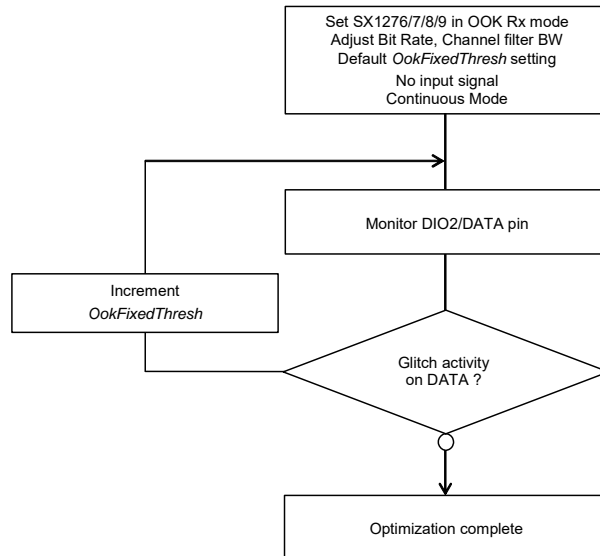 Set SX1276/7/8/9 in OOK Rx mode
Adjust Bit Rate, Channel filter BW
Default OokFixedThresh setting
No input signal
Continuous Mode
Monitor DIO2/DATA pin
Increment
OokFixedThresh
Glitch activity
on DATA ?
Optimization complete